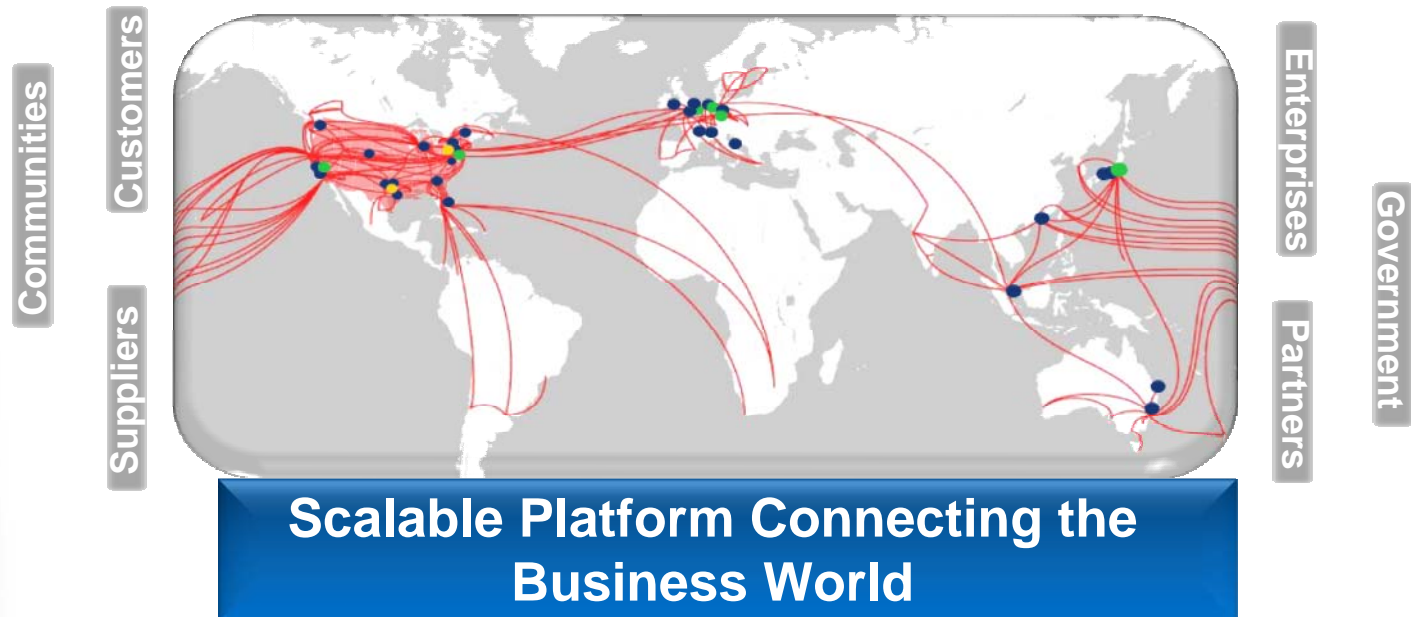 Communities
Customers
Suppliers
Enterprises
Partners
Government
Scalable Platform Connecting the
Business World